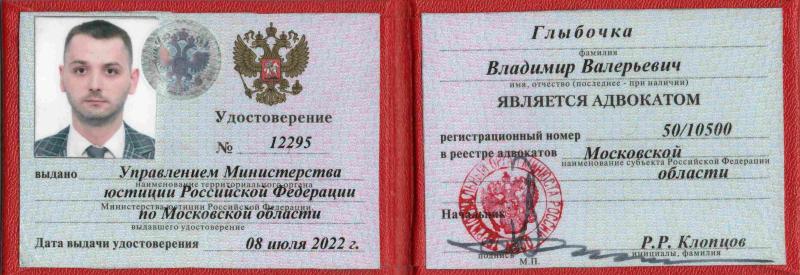 Удостоверение
№ 12295
выдано Управлением Министерства
наименование территориального органа
юстиции Российской Федерации
Министерства юстиции Российской Федерации,
по Московской области
выдавшего удостоверение
Дата выдачи удостоверения 08 июля 2022 г.
Глыбочка
фамилия
Владимир Валерьевич
имя, отчество (последнее - при наличии)
ЯВЛЯЕТСЯ АДВОКАТОМ
регистрационный номер 50/10500
в реестре адвокатов Московской
наименование субъекта Российской Федерации
области
Начальник
Р.Р. Клопцов
подпись инициалы, фамилия
М.П.